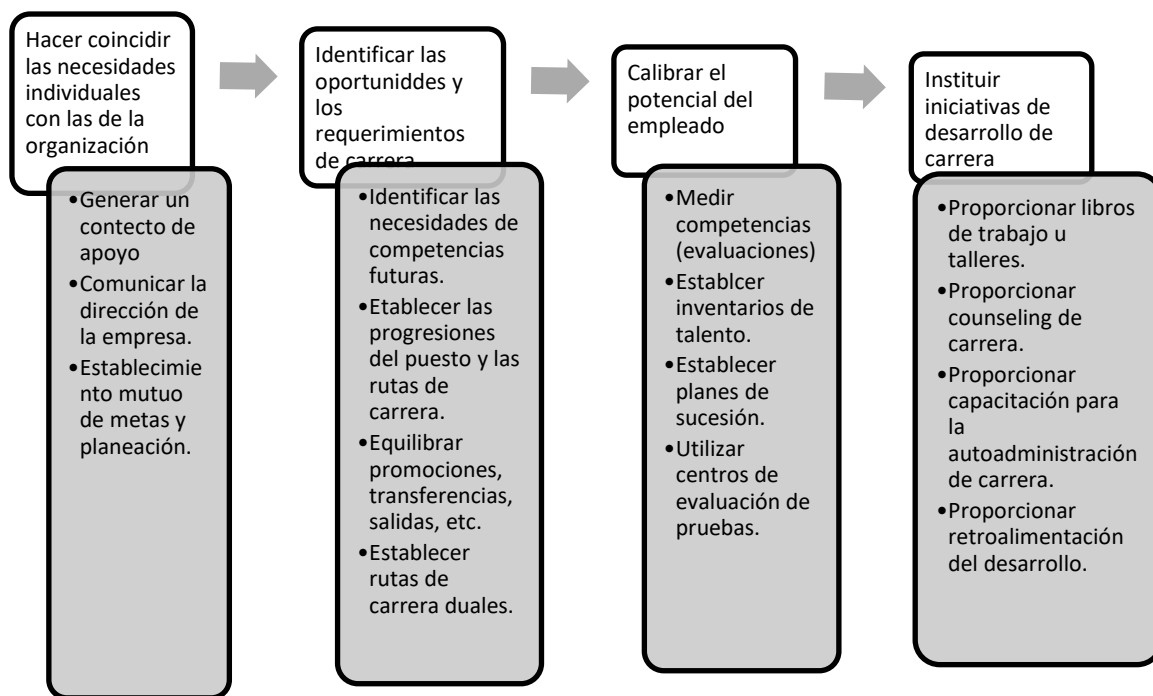 Hacer coincidir
las necesidades
individuales
con las de la
organización
•Generar un
contecto de
apoyo
•Comunicar la
dirección de
la empresa.
•Establecimie
nto mutuo
de metas y
planeación.
Identificar las
oportuniddes y
los
requerimientos
de carrera
•Identificar las
necesidades de
competencias
futuras.
•Etablecer las
progresiones
del puesto y las
rutas de
carrera.
•Equilibrar
promociones,
transferencias,
salidas, etc.
•Establecer
rutas de
carrera duales.
Calibrar el
potencial del
empleado
•Medir
competencias
(evaluaciones)
•Establcer
inventarios de
talento.
•Establecer
planes de
sucesión.
•Utilizar
centros de
evaluación de
pruebas.
Instituir
iniciativas de
desarrollo de
carrera
•Proporcionar libros
de trabajo u
talleres.
•Proporcionar
counseling de
carrera.
•Proporcionar
capacitación para
la
autoadministración
de carrera.
•Proporcionar
retroalimentación
del desarrollo.